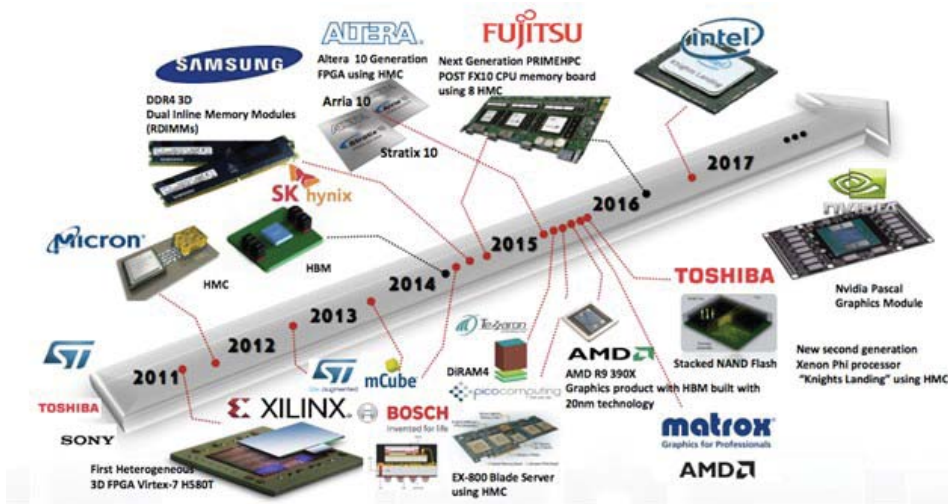 SAMSUNG
DDR4 3D
Dual Inline Memory Modules
(RDIMMs)
ALTERA
Altera 10 Generation
FPGA using HMC
Arria 10
Stratix 10
FUJITSU
Next Generation PRIMEHPC
POST FX10 CPU memory board
using 8 HMC
intel
Knights Landing
SK hynix
Micron
HMC
HBM
2011
2012
2013
2014
2015
2016
2017
NVIDIA
Nvidia Pascal
Graphics Module
New second generation
Xenon Phi processor
"Knights Landing" using HMC
ST
TOSHIBA
SONY
XILINX
First Heterogeneous
3D FPGA Virtex-7 H580T
ST
mCube
BOSCH
Invented for life
Tezzaron
DiRAM4
picocomputing
EX-800 Blade Server
using HMC
AMD
AMD R9 390X
Graphics product with HBM built with
20nm technology
TOSHIBA
Stacked NAND Flash
matrox
Graphics for Professionals
AMD